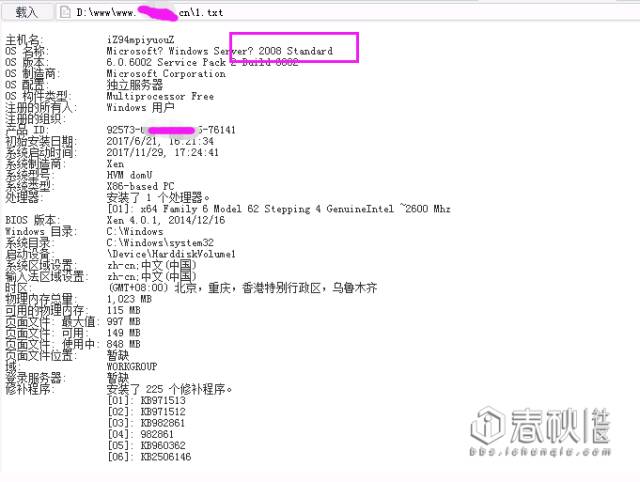 载入 D:\www\www. .cn\1.txt
主机名: iZ94mpiyuouZ
OS 名称: Microsoft? Windows Server? 2008 Standard
OS 版本: 6.0.6002 Service Pack 2 Build 6002
OS 制造商: Microsoft Corporation
OS 配置: 独立服务器
OS 构件类型: Multiprocessor Free
注册的所有人: Windows 用户
注册的组织:
产品 ID: 92573- 5-76141
初始安装日期: 2017/6/21, 16:21:34
系统启动时间: 2017/11/29, 17:24:41
系统制造商: Xen
系统型号: HVM domU
系统类型: X86-based PC
处理器: 安装了 1 个处理器。
[01]: x64 Family 6 Model 62 Stepping 4 GenuineIntel ~2600 Mhz
BIOS 版本: Xen 4.0.1, 2014/12/16
Windows 目录: C:\Windows
系统目录: C:\Windows\system32
启动设备: \Device\HarddiskVolume1
系统区域设置: zh-cn;中文(中国)
输入法区域设置: zh-cn;中文(中国)
时区: (GMT+08:00) 北京，重庆，香港特别行政区，乌鲁木齐
物理内存总量: 1,023 MB
可用的物理内存: 115 MB
页面文件: 最大值: 997 MB
页面文件: 可用: 149 MB
页面文件: 使用中: 848 MB
页面文件位置: 暂缺
域: WORKGROUP
登录服务器: 暂缺
修补程序: 安装了 225 个修补程序。
[01]: KB971513
[02]: KB971512
[03]: KB982861
[04]: 982861
[05]: KB960362
[06]: KB2506146
春秋社区
bbs.ichunqiu.com